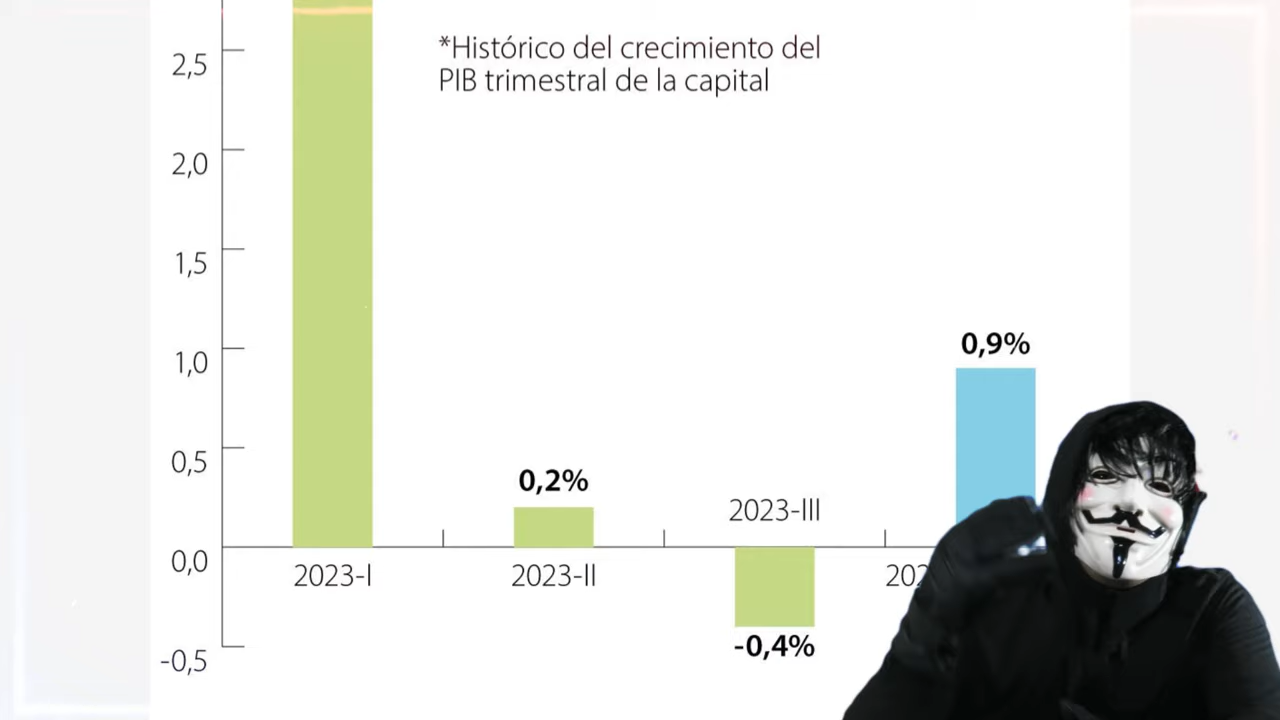 *Histórico del crecimiento del
PIB trimestral de la capital
2,5
2,0
1,5
1,0
0,5
0,0
-0,5
0,9%
0,2%
2023-III
2023-I
2023-II
-0,4%